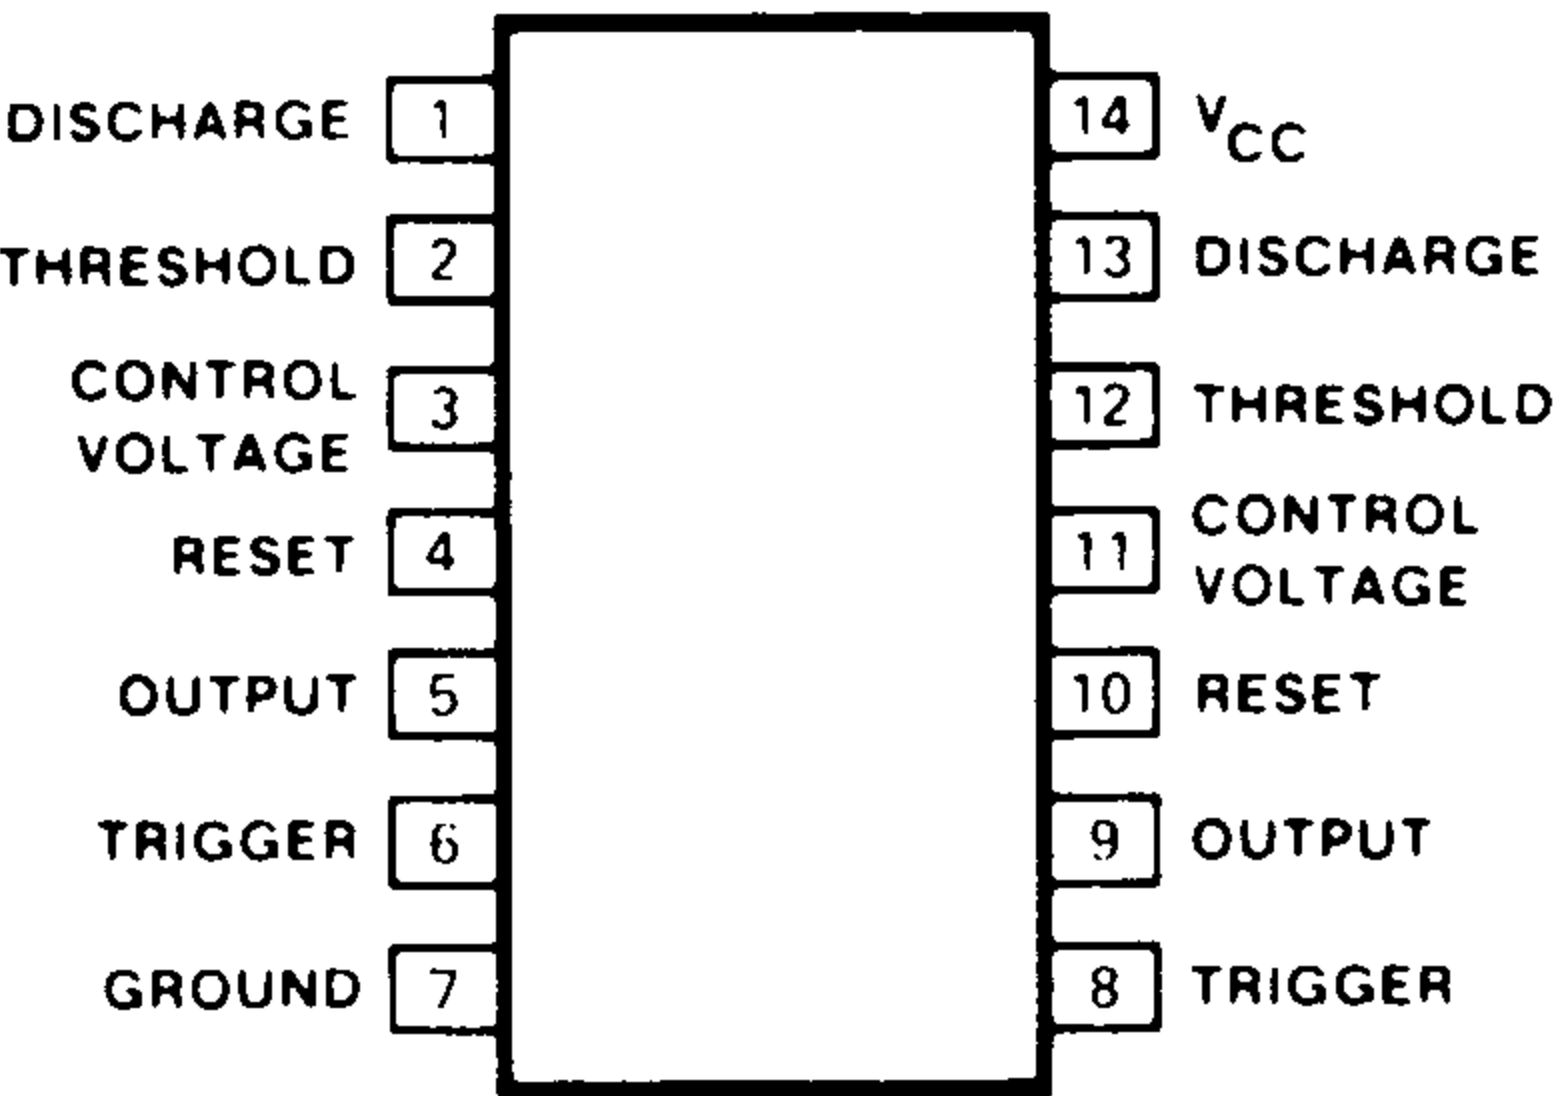 DISCHARGE 1
THRESHOLD 2
CONTROL
VOLTAGE 3
RESET 4
OUTPUT 5
TRIGGER 6
GROUND 7
14 VCC
13 DISCHARGE
12 THRESHOLD
11 CONTROL
VOLTAGE
10 RESET
9 OUTPUT
8 TRIGGER